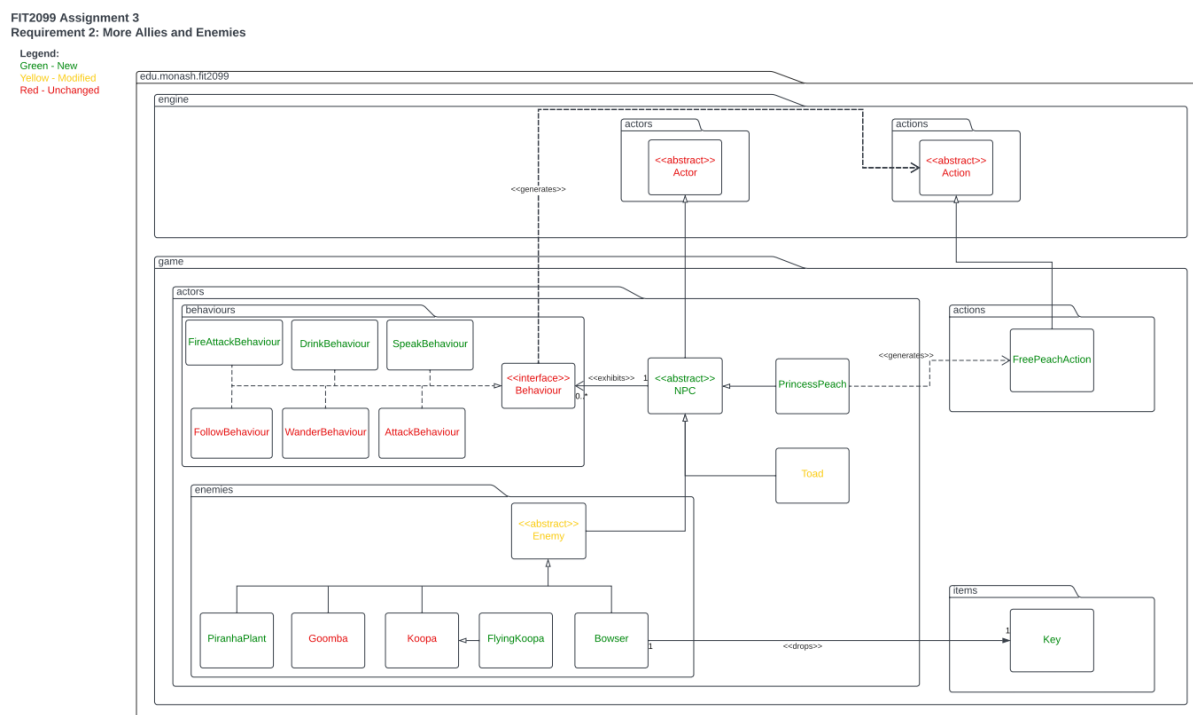 FIT2099 Assignment 3
Requirement 2: More Allies and Enemies
Legend:
Green - New
Yellow - Modified
Red - Unchanged
edu.monash.fit2099
engine
actors
<<abstract>>
Actor
actions
<<abstract>>
Action
<<generates>>
game
actors
behaviours
FireAttackBehaviour
DrinkBehaviour
SpeakBehaviour
<<interface>>
Behaviour
<<exhibits>>
1
0..*
<<abstract>>
NPC
PrincessPeach
<<generates>>
actions
FreePeachAction
FollowBehaviour
WanderBehaviour
AttackBehaviour
Toad
enemies
<<abstract>>
Enemy
PiranhaPlant
Goomba
Koopa
FlyingKoopa
Bowser
1
<<drops>>
1
items
Key